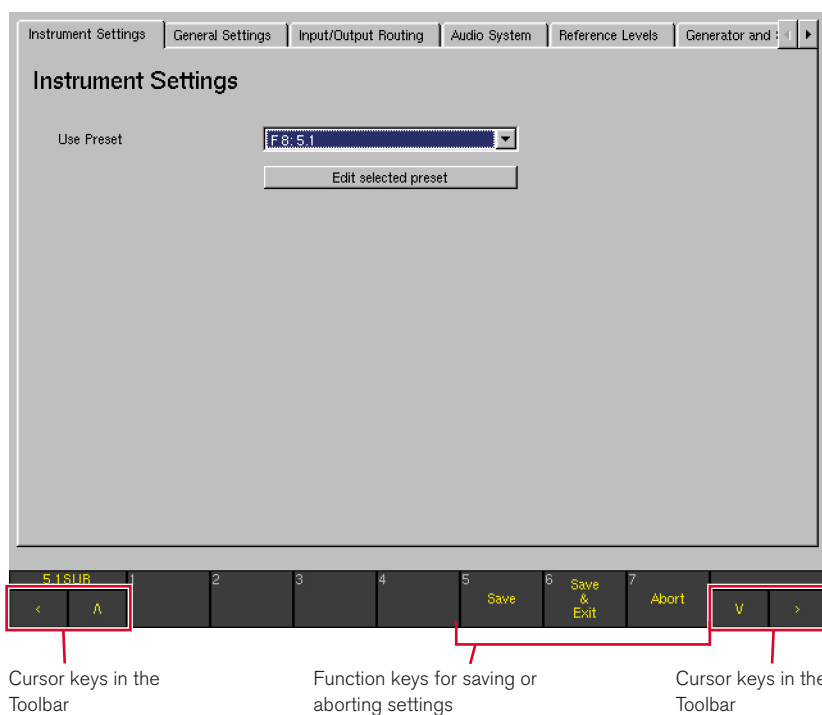 Instrument Settings General Settings Input/Output Routing Audio System Reference Levels Generator and
Instrument Settings
Use Preset F 8: 5.1
Edit selected preset
5.1SUB 1 2 3 4 5 Save 6 Save & Exit 7 Abort
< Λ V >
Cursor keys in the Toolbar
Function keys for saving or aborting settings
Cursor keys in the Toolbar